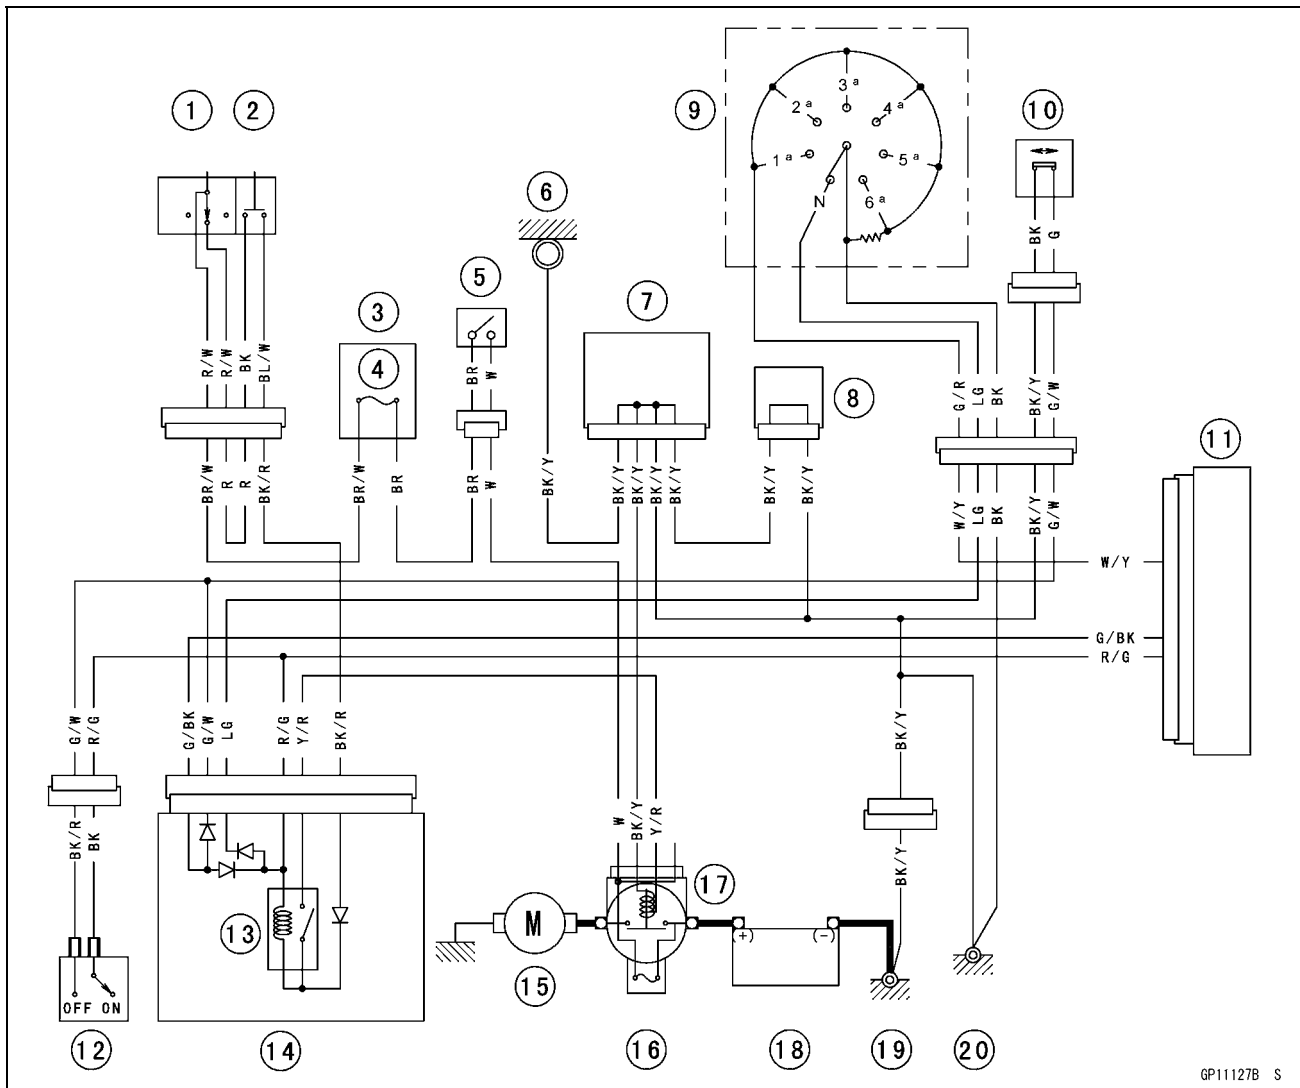 1 2
3
4
5
6
7
8
9
10
11
1ª 2ª 3ª 4ª 5ª 6ª N
BK G
R/W R/W BK BL/W
BR W
G/R LG BK BK/Y G/W
BR/W R R BK/R
BR/W BR
BR W
BK/Y
BK/Y BK/Y BK/Y BK/Y
BK/Y BK/Y
W/Y LG BK BK/Y G/W
W/Y
G/BK
R/G
G/W R/G
G/BK G/W LG R/G Y/R BK/R
BK/Y
W BK/Y Y/R
BK/R BK
BK/Y
13
M
17
(+) (-)
OFF ON
15
12 14 16 18 19 20
GP11127B S